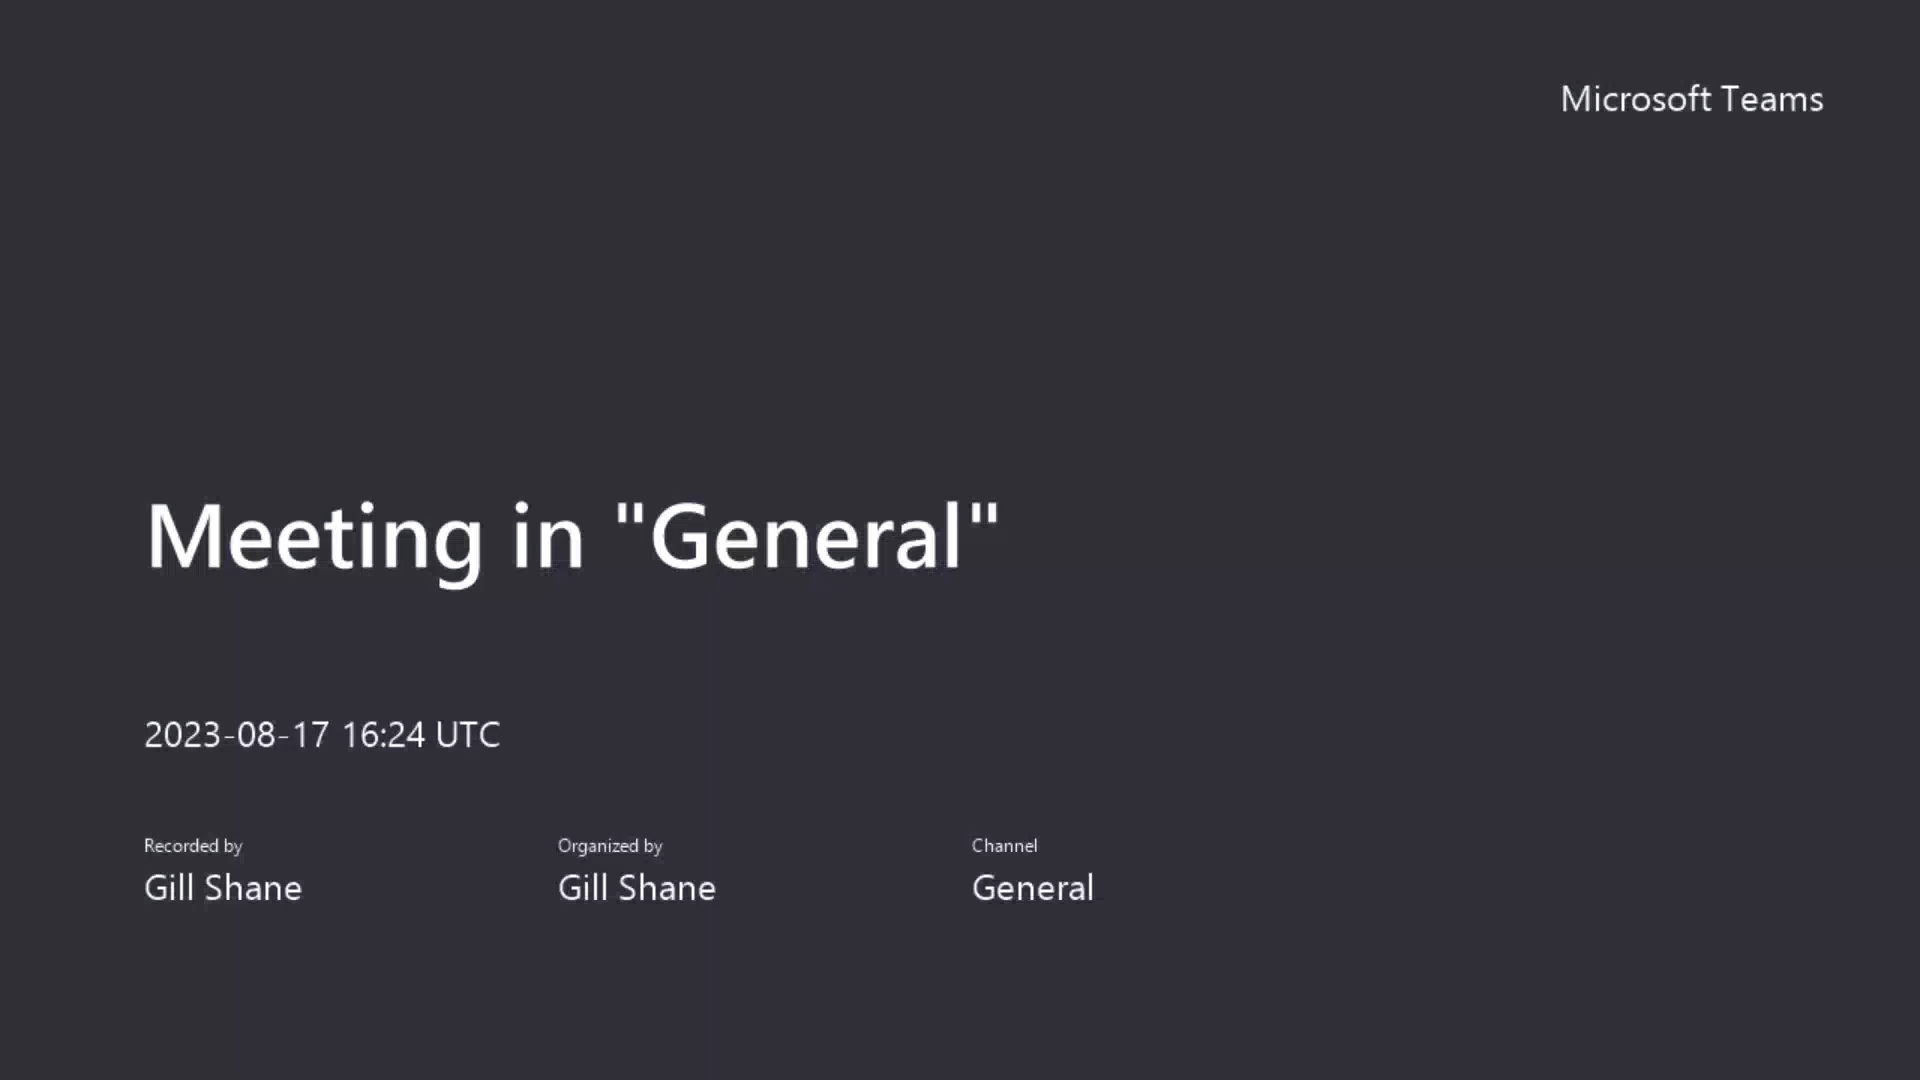 Microsoft Teams
Meeting in "General"
2023-08-17 16:24 UTC
Recorded by
Gill Shane
Organized by
Gill Shane
Channel
General